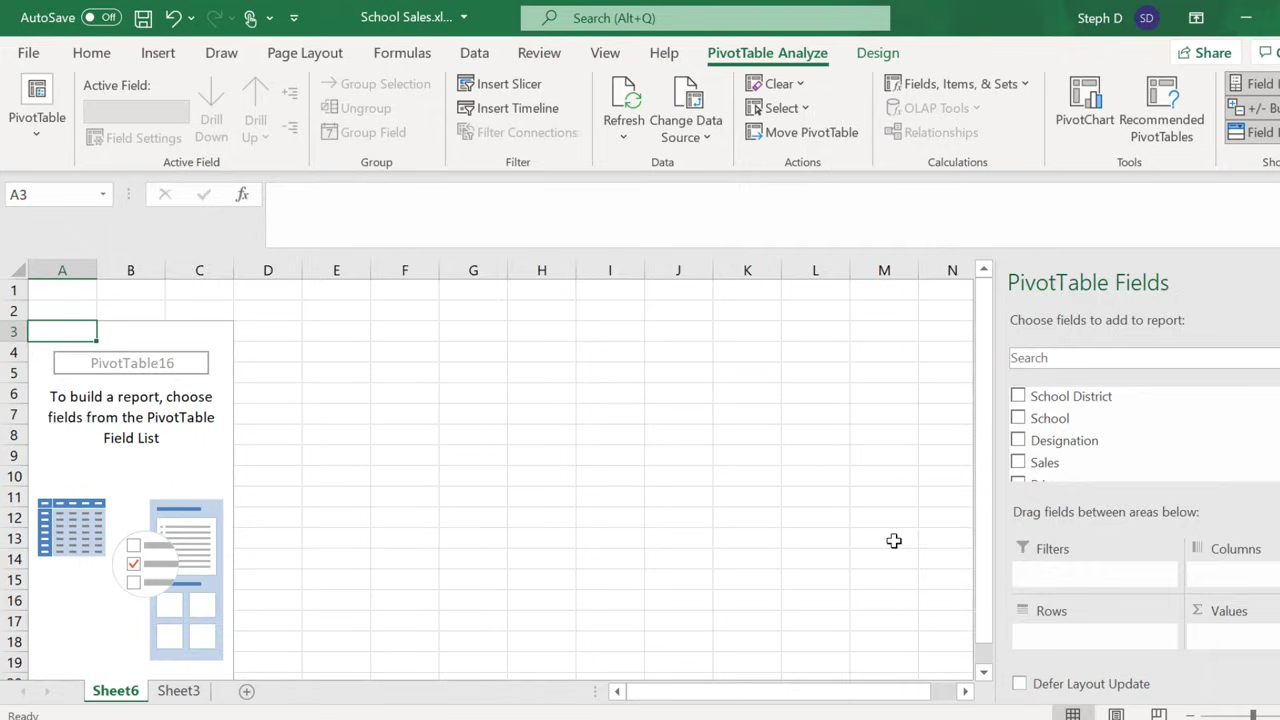 AutoSave Off School Sales.xl... Search (Alt+Q) Steph D SD
File Home Insert Draw Page Layout Formulas Data Review View Help PivotTable Analyze Design Share
PivotTable
Active Field:
Field Settings
Drill Down
Drill Up
Active Field
Group Selection
Ungroup
Group Field
Group
Insert Slicer
Insert Timeline
Filter Connections
Filter
Refresh
Change Data Source
Data
Clear
Select
Move PivotTable
Actions
Fields, Items, & Sets
OLAP Tools
Relationships
Calculations
PivotChart
Recommended PivotTables
Tools
Field
+/-
Field
A3 fx
A B C D E F G H I J K L M N
1
2
3
4
5
6
7
8
9
10
11
12
13
14
15
16
17
18
19
PivotTable16
To build a report, choose
fields from the PivotTable
Field List
PivotTable Fields
Choose fields to add to report:
Search
School District
School
Designation
Sales
Drag fields between areas below:
Filters Columns
Rows Σ Values
Defer Layout Update
Sheet6 Sheet3
Ready